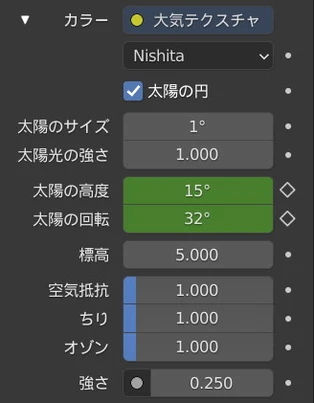 カラー 大気テクスチャ
Nishita
太陽の円
太陽のサイズ 1°
太陽光の強さ 1.000
太陽の高度 15°
太陽の回転 32°
標高 5.000
空気抵抗 1.000
ちり 1.000
オゾン 1.000
強さ 0.250